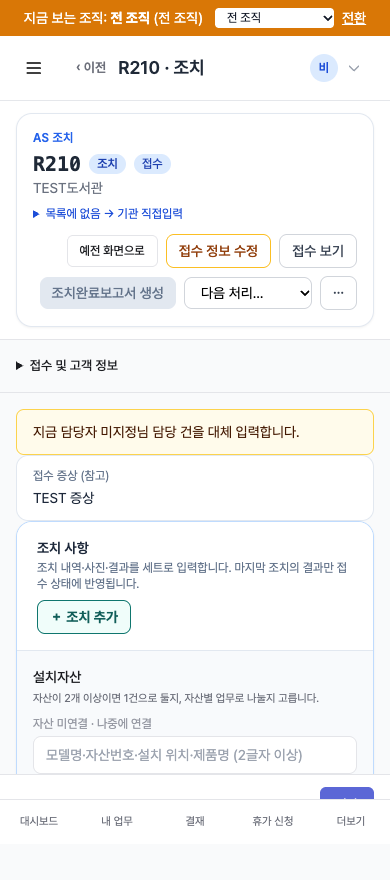 지금 보는 조직: 전 조직 (전 조직) 전 조직 전환
‹ 이전 R210 · 조치 비
AS 조치
R210 조치 접수
TEST도서관
▶ 목록에 없음 → 기관 직접입력
예전 화면으로 접수 정보 수정 접수 보기
조치완료보고서 생성 다음 처리... ...
▶ 접수 및 고객 정보
지금 담당자 미지정님 담당 건을 대체 입력합니다.
접수 증상 (참고)
TEST 증상
조치 사항
조치 내역·사진·결과를 세트로 입력합니다. 마지막 조치의 결과만 접
수 상태에 반영됩니다.
+ 조치 추가
설치자산
자산이 2개 이상이면 1건으로 둘지, 자산별 업무로 나눌지 고릅니다.
자산 미연결 · 나중에 연결
모델명·자산번호·설치 위치·제품명 (2글자 이상)
대시보드 내 업무 결재 휴가 신청 더보기